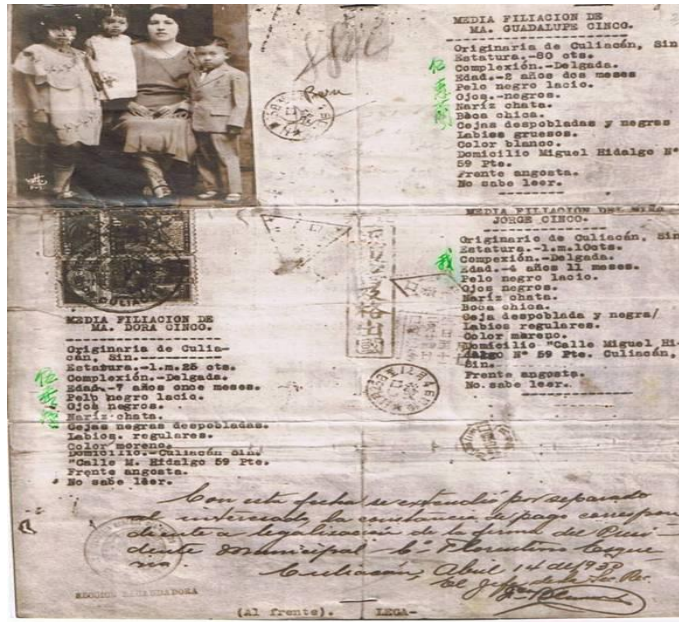 MEDIA FILIACION DE
MA. GUADALUPE CINCO.
Originaria de Culiacán, Sin
Estatura.-80 cts.
Complexión.-Delgada.
Edad.-2 años dos meses
Pelo negro lacio.
Ojos.-negros.
Nariz chata.
Boca chica.
Cejas despobladas y negras
Labios gruesos.
Color blanco.
Domicilio Miguel Hidalgo Nº
59 Pte.
Frente angosta.
No sabe leer.
MEDIA FILIACION DEL NIÑO
JORGE CINCO.
Originario de Culiacán, Sin
Estatura.-1.m.10cts.
Compexión.-Delgada.
Edad.-4 años 11 meses.
Pelo negro lacio.
Ojos negros.
Nariz chata.
Boca chica.
Ceja despoblada y negra/
Labios regulares.
Color moreno.
Domicilio "Calle Miguel Hi-
dalgo Nº 59 Pte. Culiacán,
Sin.
Frente angosta.
No sabe leer.
MEDIA FILIACION DE
MA. DORA CINCO.
Originaria de Culia-
cán, Sin.
Estatura.-1.m.25 cts.
Complexión.-Delgada.
Edad.-7 años once meses.
Pelo negro lacio.
Ojos negros.
Nariz chata.
Cejas negras despobladas.
Labios. regulares.
Color moreno.
Domicilio.-Culiacán Sin.
"Calle M. Hidalgo 59 Pte.
Frente angosta.
No sabe leer.
Con esta fecha se extendió por separado
al interesado, la constancia de pago correspon
diente a legalización de la firma del Presi-
dente Municipal C. Florentino
Culiacán, Abril 14 de 1933
El Jefe de la
(Al frente). LEGA-